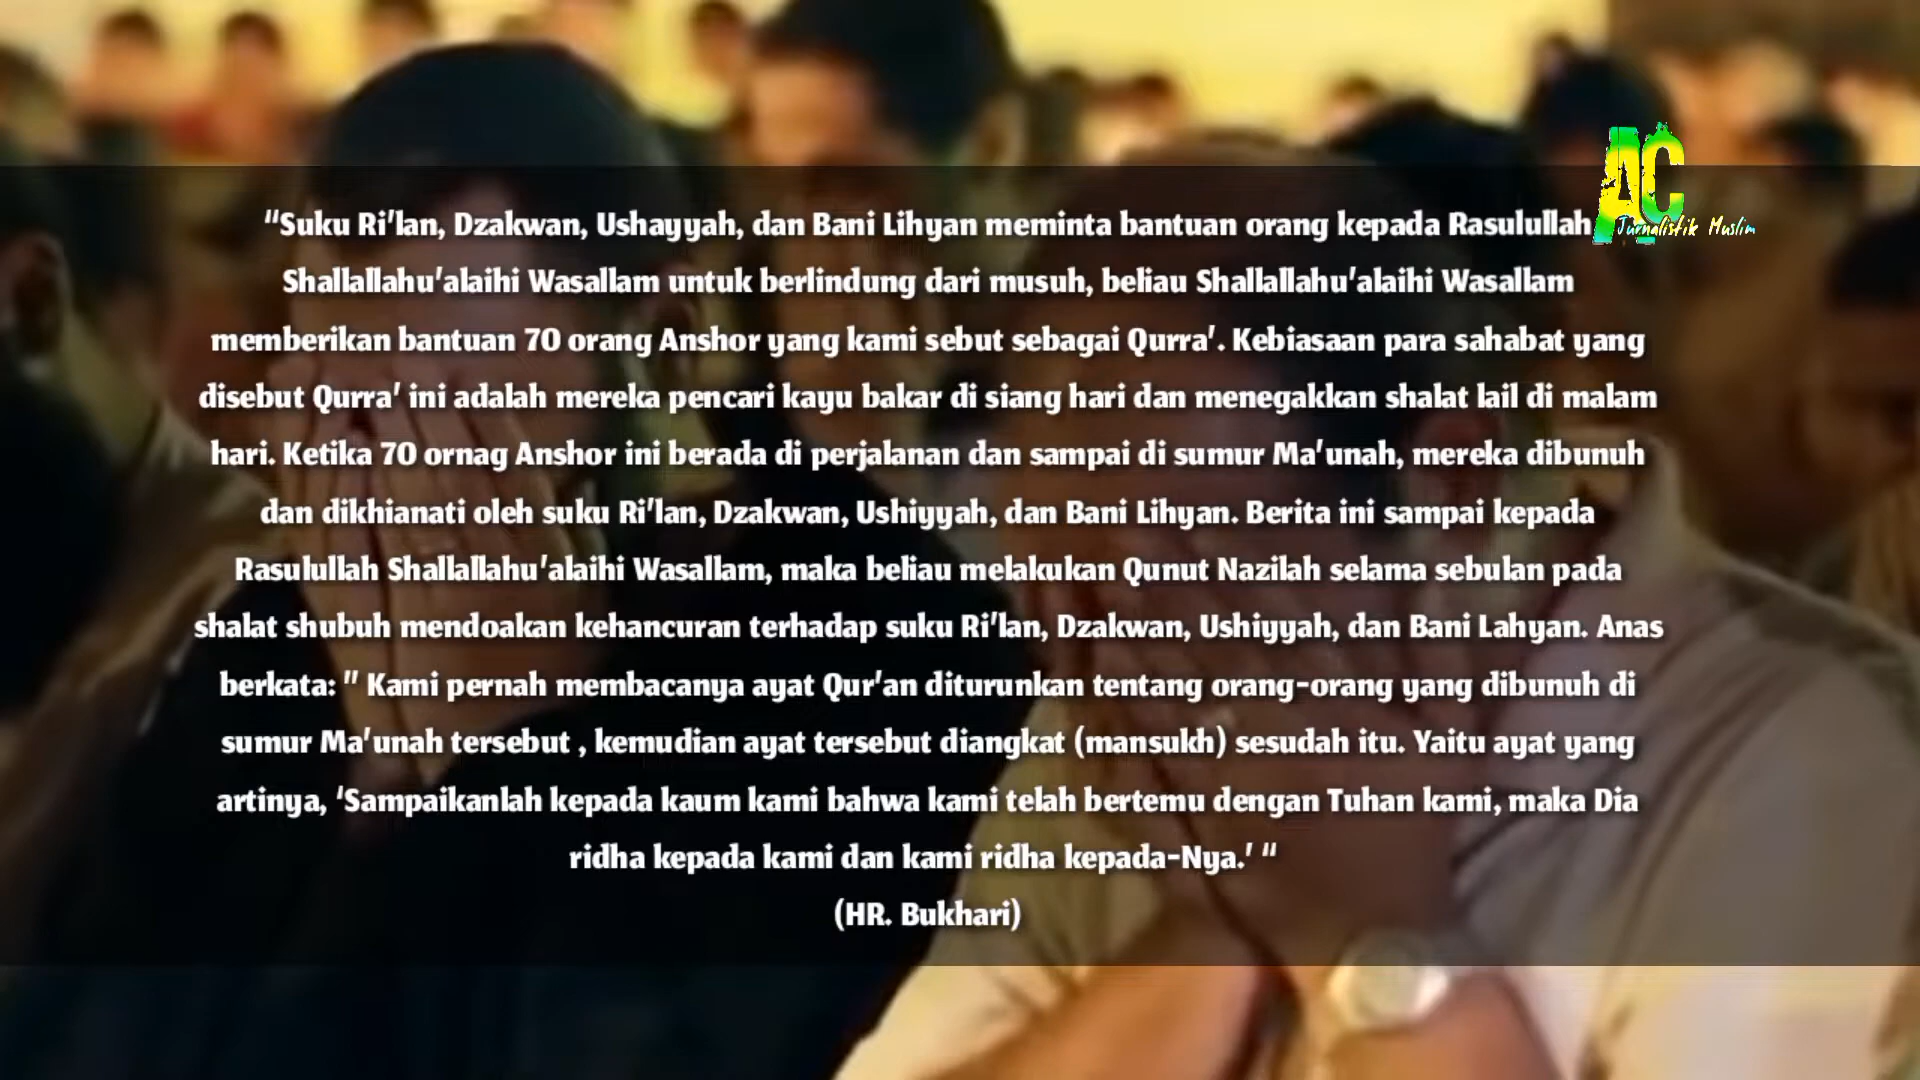 "Suku Ri'lan, Dzakwan, Ushayyah, dan Bani Lihyan meminta bantuan orang kepada Rasulullah
Shallallahu'alaihi Wasallam untuk berlindung dari musuh, beliau Shallallahu'alaihi Wasallam
memberikan bantuan 70 orang Anshor yang kami sebut sebagai Qurra'. Kebiasaan para sahabat yang
disebut Qurra' ini adalah mereka pencari kayu bakar di siang hari dan menegakkan shalat lail di malam
hari. Ketika 70 ornag Anshor ini berada di perjalanan dan sampai di sumur Ma'unah, mereka dibunuh
dan dikhianati oleh suku Ri'lan, Dzakwan, Ushiyyah, dan Bani Lihyan. Berita ini sampai kepada
Rasulullah Shallallahu'alaihi Wasallam, maka beliau melakukan Qunut Nazilah selama sebulan pada
shalat shubuh mendoakan kehancuran terhadap suku Ri'lan, Dzakwan, Ushiyyah, dan Bani Lahyan. Anas
berkata: " Kami pernah membacanya ayat Qur'an diturunkan tentang orang-orang yang dibunuh di
sumur Ma'unah tersebut , kemudian ayat tersebut diangkat (mansukh) sesudah itu. Yaitu ayat yang
artinya, 'Sampaikanlah kepada kaum kami bahwa kami telah bertemu dengan Tuhan kami, maka Dia
ridha kepada kami dan kami ridha kepada-Nya.' "
(HR. Bukhari)
AC
Jurnalistik Muslim